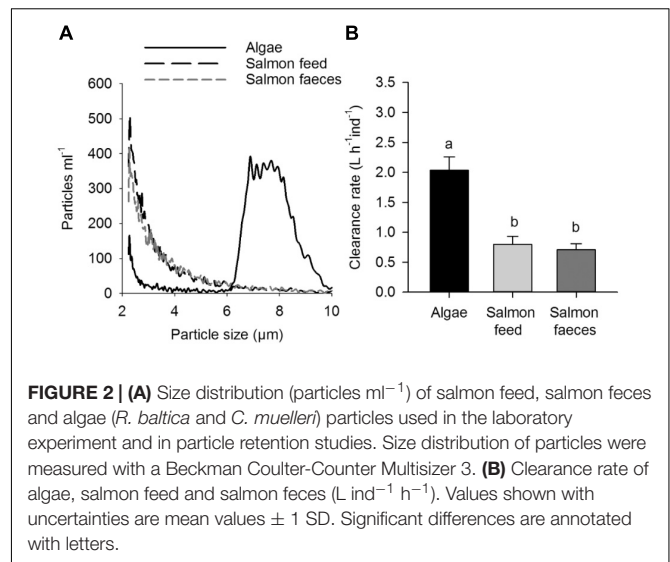 A
Algae
Salmon feed
Salmon faeces
600
500
400
300
200
100
0
Particles ml⁻¹
2
4
6
8
10
Particle size (µm)
B
3.5
3.0
2.5
2.0
1.5
1.0
0.5
0.0
Clearance rate (L h⁻¹ind⁻¹)
a
b
b
Algae
Salmon feed
Salmon faeces
FIGURE 2 | (A) Size distribution (particles ml⁻¹) of salmon feed, salmon feces
and algae (R. baltica and C. muelleri) particles used in the laboratory
experiment and in particle retention studies. Size distribution of particles were
measured with a Beckman Coulter-Counter Multisizer 3. (B) Clearance rate of
algae, salmon feed and salmon feces (L ind⁻¹ h⁻¹). Values shown with
uncertainties are mean values ± 1 SD. Significant differences are annotated
with letters.